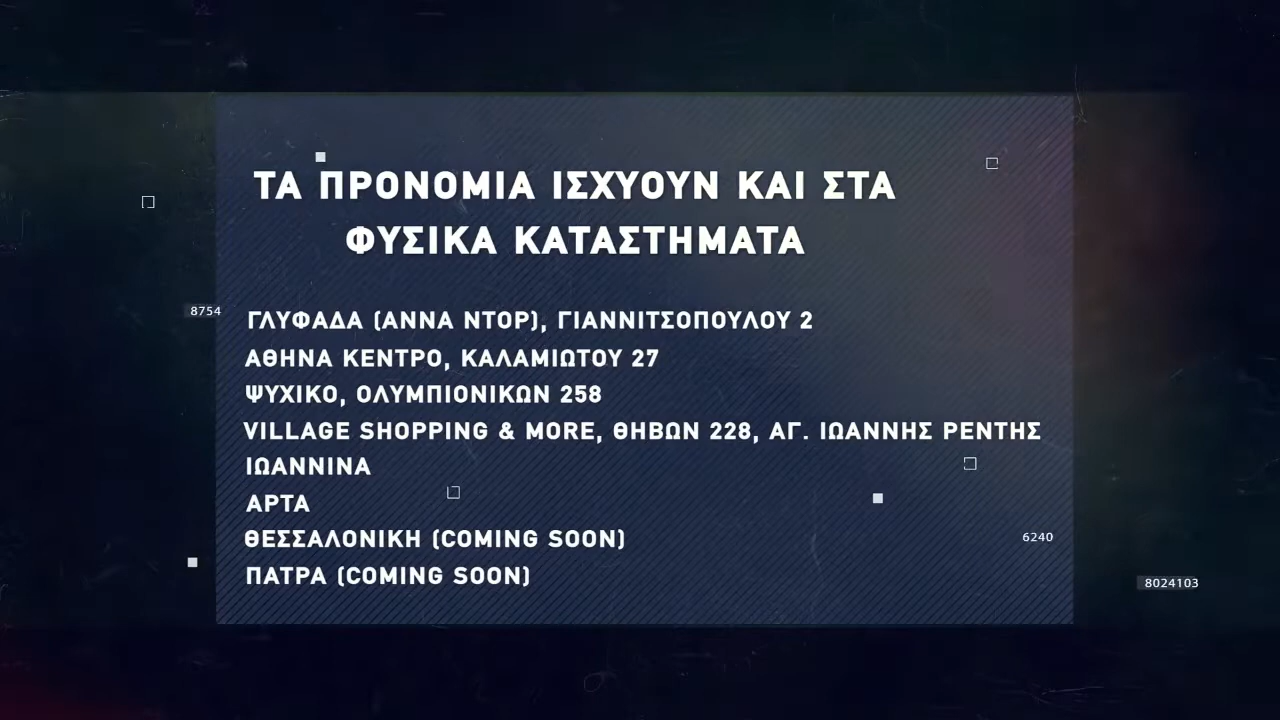 ΤΑ ΠΡΟΝΟΜΙΑ ΙΣΧΥΟΥΝ ΚΑΙ ΣΤΑ
ΦΥΣΙΚΑ ΚΑΤΑΣΤΗΜΑΤΑ
8754
ΓΛΥΦΑΔΑ (ΑΝΝΑ ΝΤΟΡ), ΓΙΑΝΝΙΤΣΟΠΟΥΛΟΥ 2
ΑΘΗΝΑ ΚΕΝΤΡΟ, ΚΑΛΑΜΙΩΤΟΥ 27
ΨΥΧΙΚΟ, ΟΛΥΜΠΙΟΝΙΚΩΝ 258
VILLAGE SHOPPING & MORE, ΘΗΒΩΝ 228, ΑΓ. ΙΩΑΝΝΗΣ ΡΕΝΤΗΣ
ΙΩΑΝΝΙΝΑ
ΑΡΤΑ
ΘΕΣΣΑΛΟΝΙΚΗ (COMING SOON)
6240
ΠΑΤΡΑ (COMING SOON)
8024103